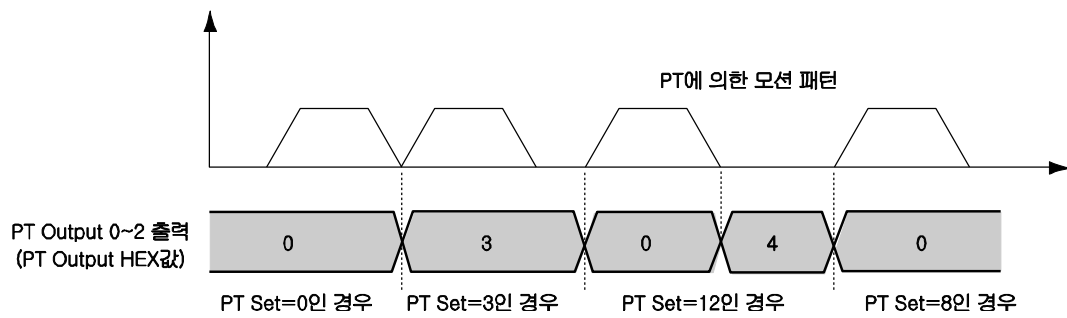 PT에 의한 모션 패턴
PT Output 0~2 출력
(PT Output HEX값)
0
3
0
4
0
PT Set=0인 경우
PT Set=3인 경우
PT Set=12인 경우
PT Set=8인 경우